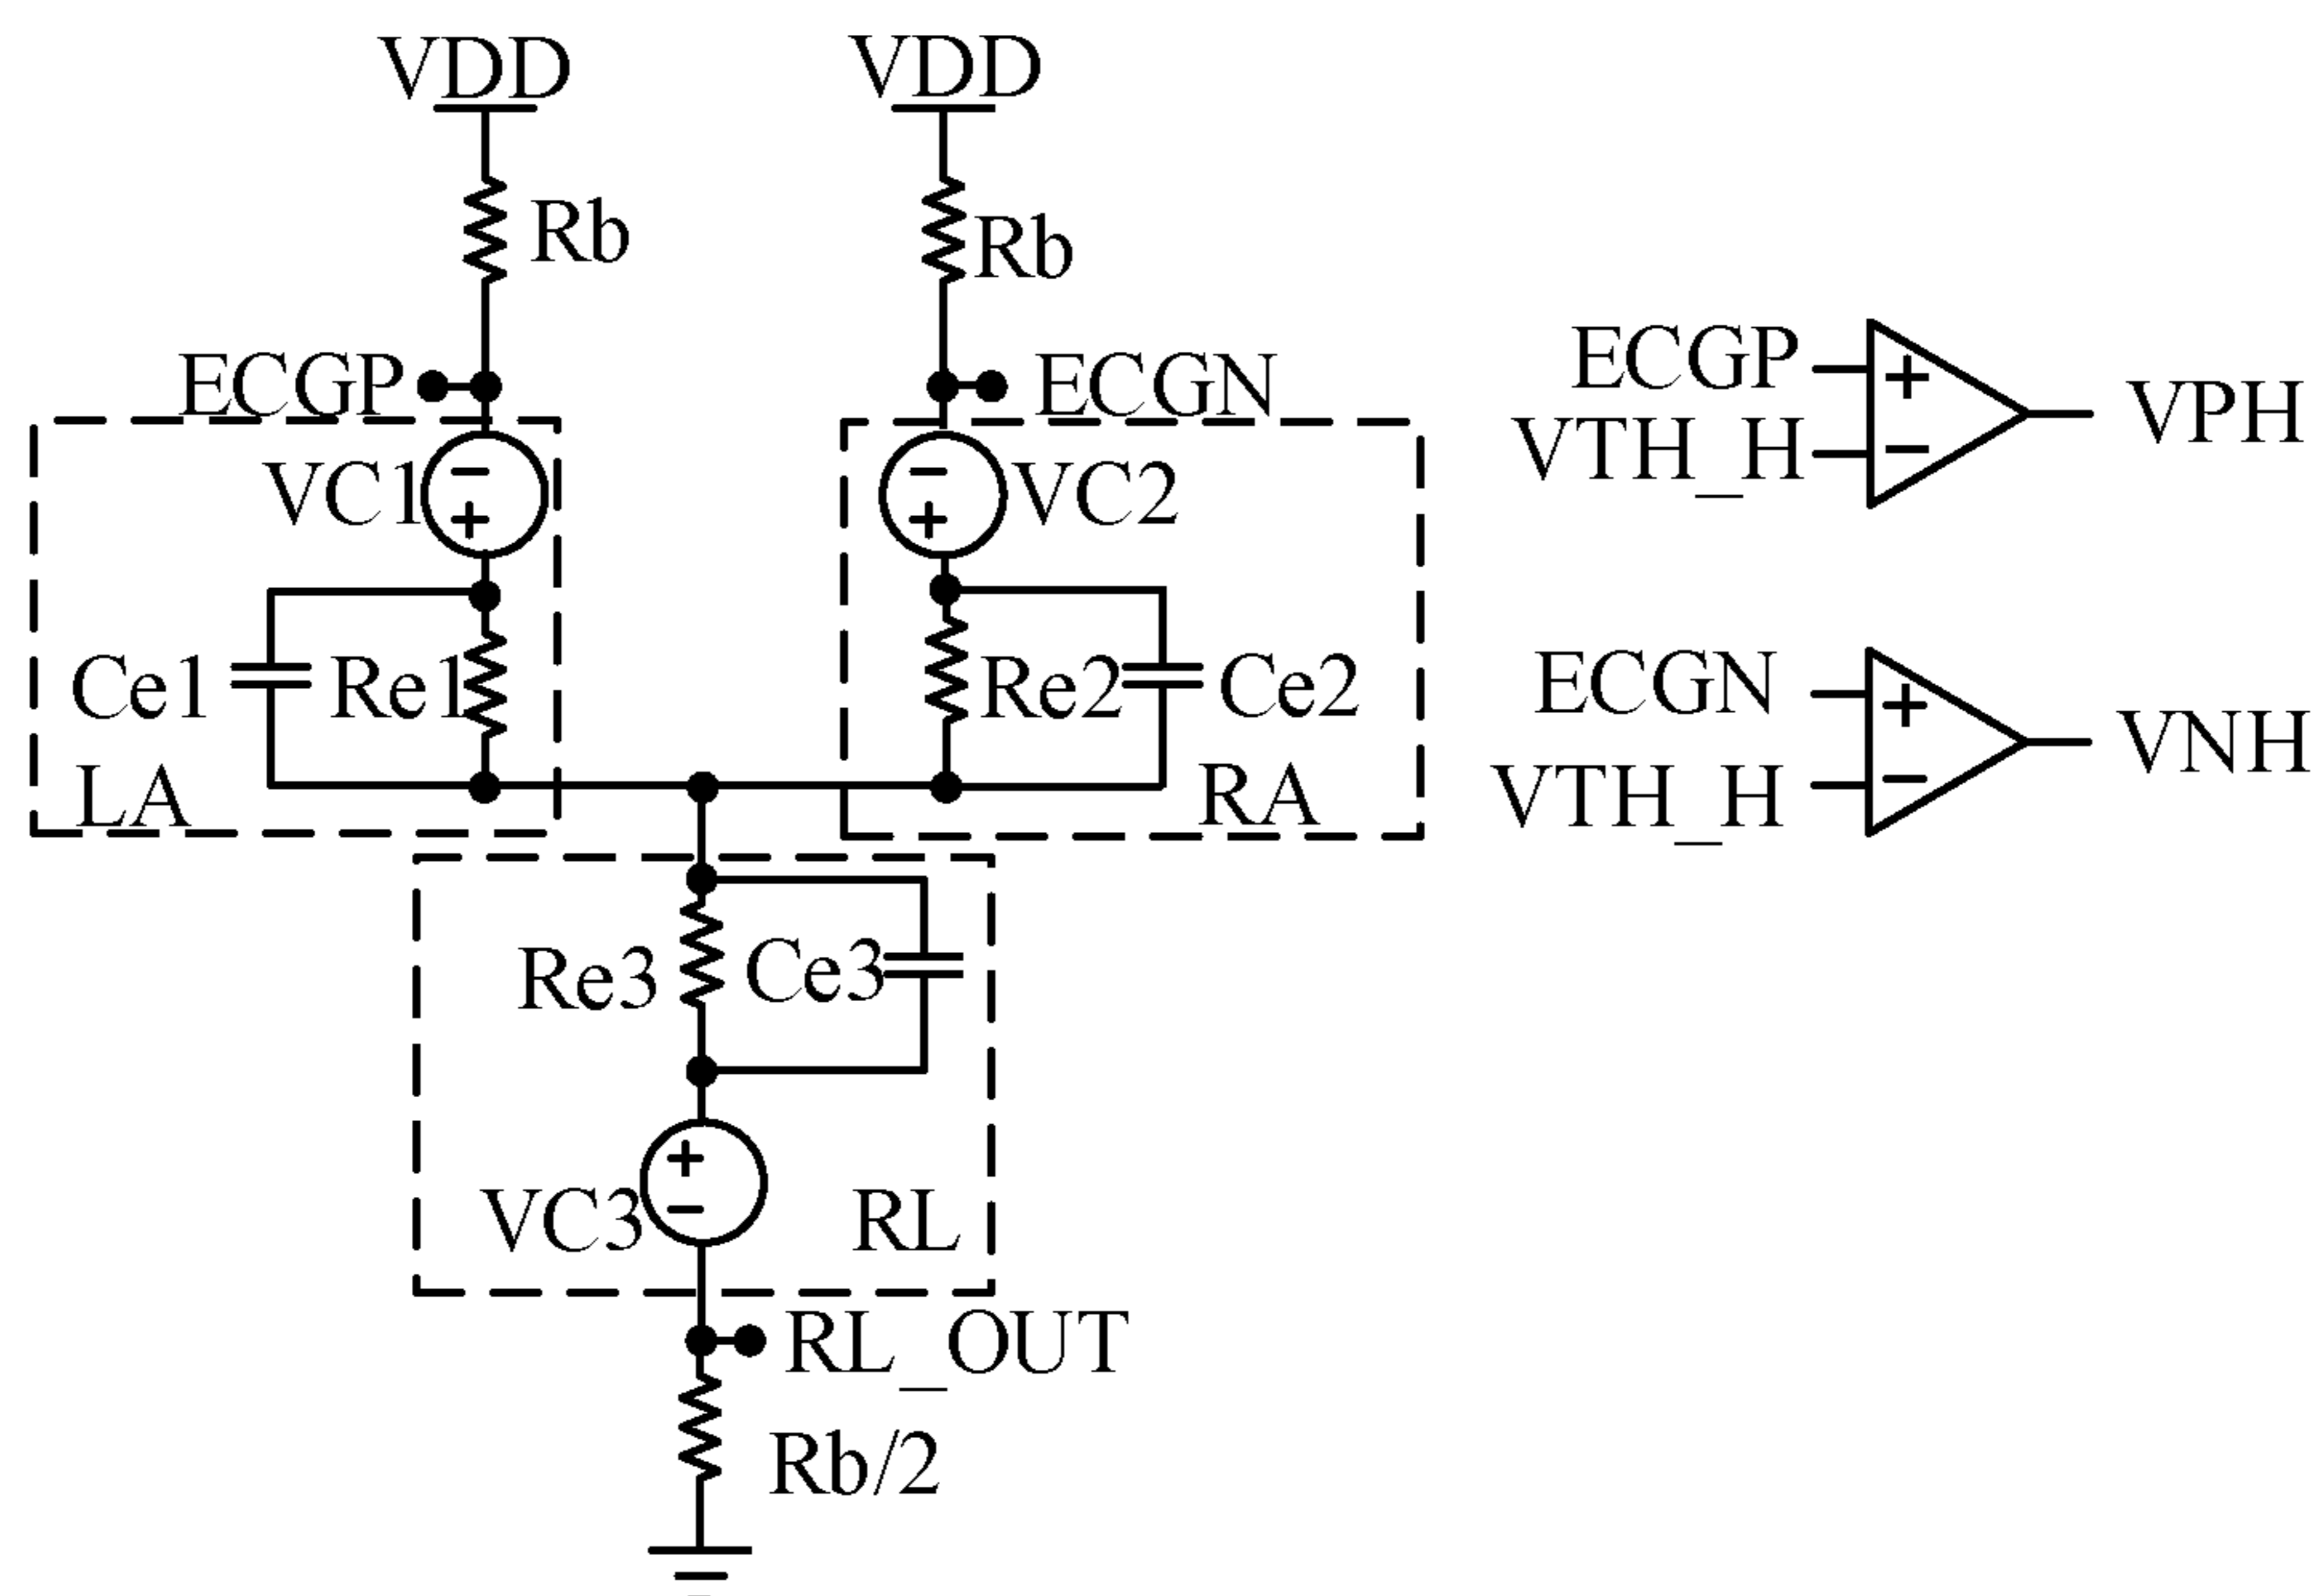 VDD
VDD
Rb
Rb
ECGP
ECGN
VC1
VC2
Ce1
Re1
Re2
Ce2
LA
RA
Re3
Ce3
VC3
RL
RL_OUT
Rb/2
ECGP
VTH_H
VPH
ECGN
VTH_H
VNH